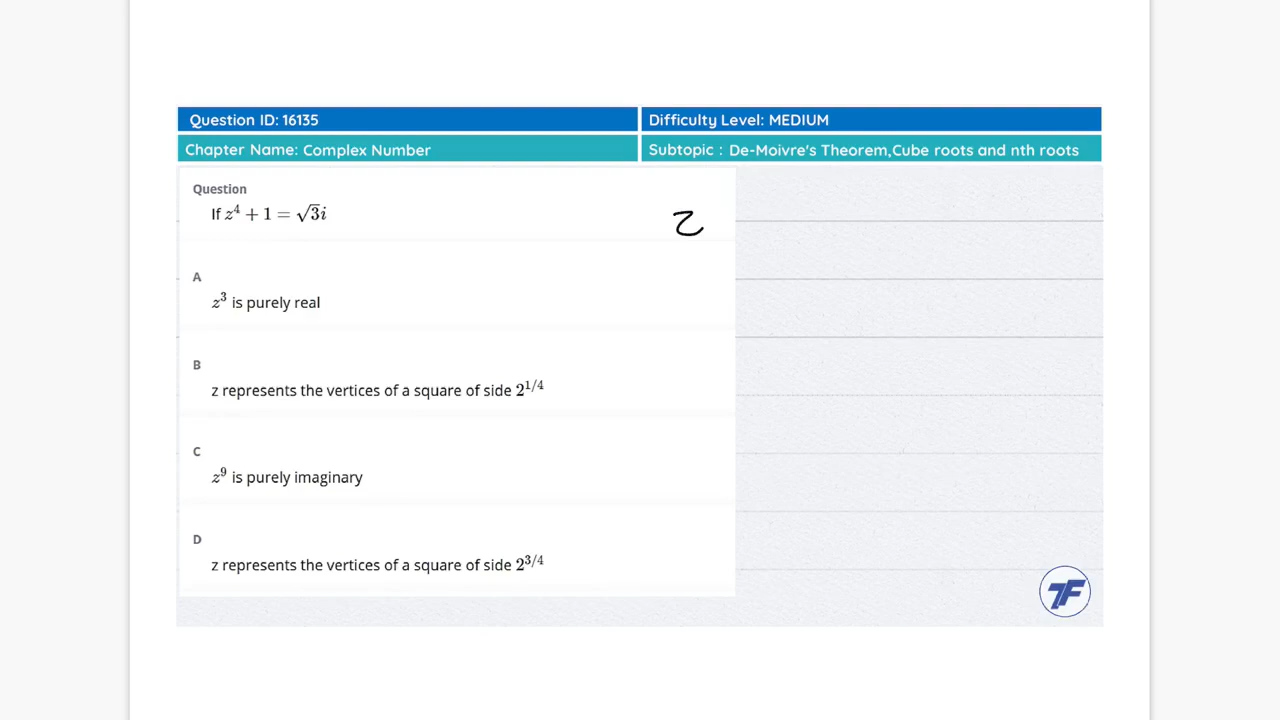 Question ID: 16135
Difficulty Level: MEDIUM
Chapter Name: Complex Number
Subtopic : De-Moivre's Theorem,Cube roots and nth roots
Question
If z⁴ + 1 = √3i
z
A
z³ is purely real
B
z represents the vertices of a square of side 2^{1/4}
C
z⁹ is purely imaginary
D
z represents the vertices of a square of side 2^{3/4}
7F